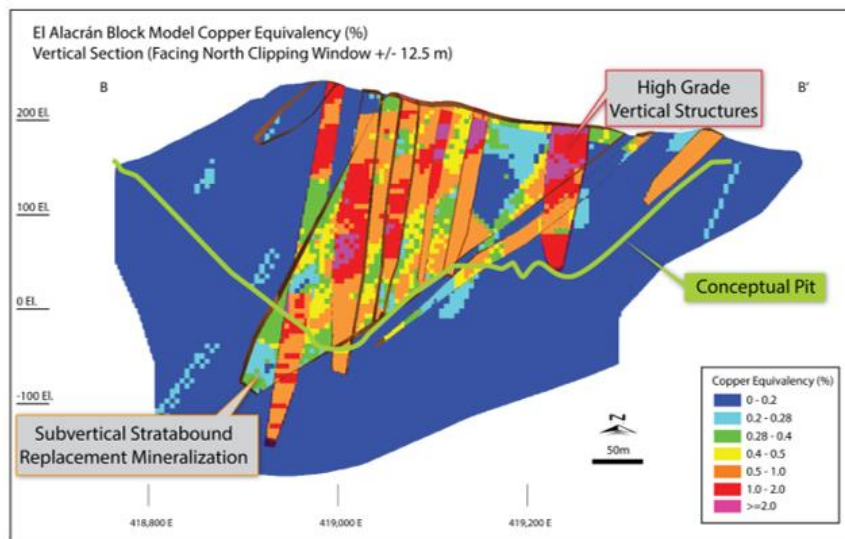 El Alacrán Block Model Copper Equivalency (%)
Vertical Section (Facing North Clipping Window +/- 12.5 m)
B
B'
High Grade
Vertical Structures
200 El.
100 El.
0 El.
-100 El.
Conceptual Pit
Subvertical Stratabound
Replacement Mineralization
N
50m
Copper Equivalency (%)
0 - 0.2
0.2 - 0.28
0.28 - 0.4
0.4 - 0.5
0.5 - 1.0
1.0 - 2.0
>=2.0
418,800 E
419,000 E
419,200 E